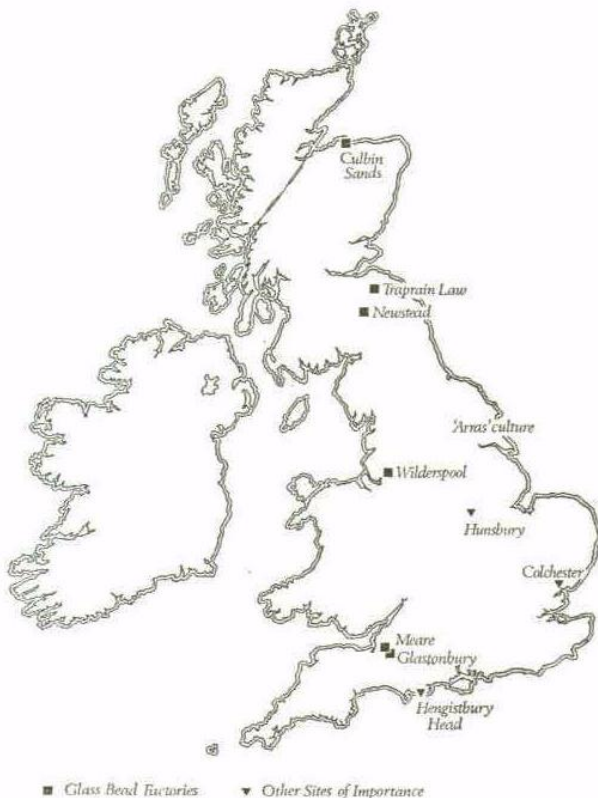 Culbin
Sands
Traprain Law
Newstead
'Arras' culture
Wilderspool
Hunsbury
Colchester
Meare
Glastonbury
Hengistbury
Head
Glass Bead Factories
Other Sites of Importance